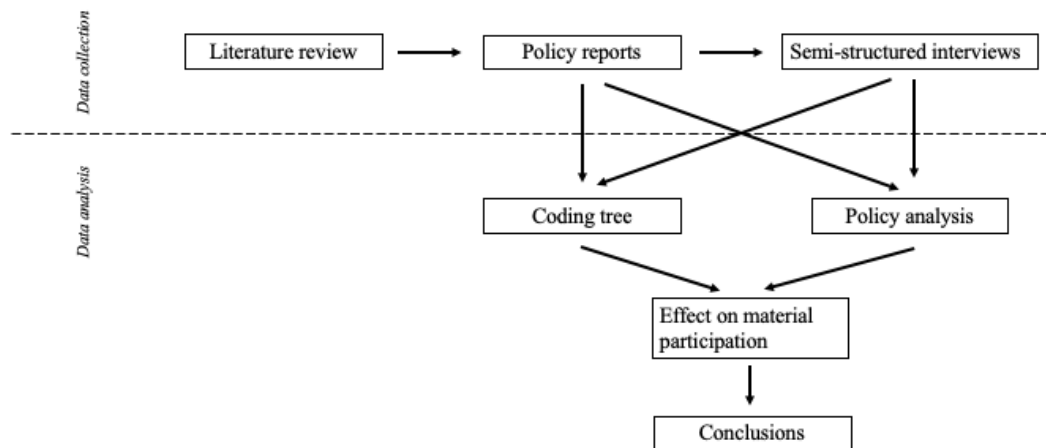 Data collection
Literature review
Policy reports
Semi-structured interviews
Data analysis
Coding tree
Policy analysis
Effect on material
participation
Conclusions